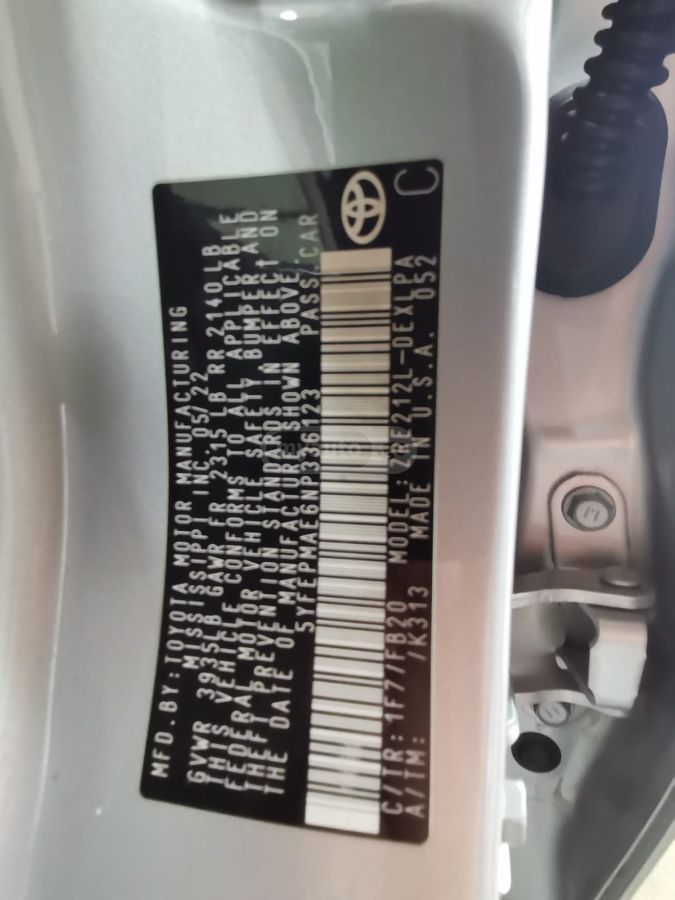 MFD.BY:TOYOTA MOTOR MANUFACTURING
MISSISSIPPI INC. 05/22
GVWR 3935LB GAWR FR 2315 LB RR 2140LB
THIS VEHICLE CONFORMS TO ALL APPLICABLE
FEDERAL MOTOR VEHICLE SAFETY, BUMPER AND
THEFT PREVENTION STANDARDS IN EFFECT ON
THE DATE OF MANUFACTURE SHOWN ABOVE.
5YFEPMAE6NP336123 PASS. CAR
C/TR:1F7/FB20 MODEL:ZRE212L-DEXLPA
A/TM: /K313 MADE IN U.S.A. 052
C